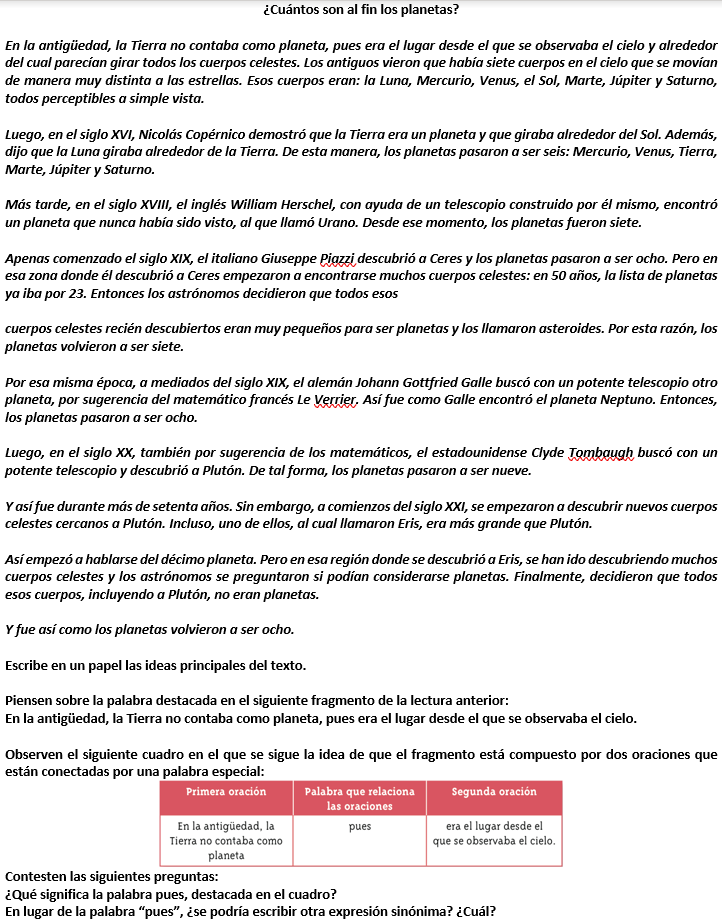 ¿Cuántos son al fin los planetas?
En la antigüedad, la Tierra no contaba como planeta, pues era el lugar desde el que se observaba el cielo y alrededor
del cual parecían girar todos los cuerpos celestes. Los antiguos vieron que había siete cuerpos en el cielo que se movían
de manera muy distinta a las estrellas. Esos cuerpos eran: la Luna, Mercurio, Venus, el Sol, Marte, Júpiter y Saturno,
todos perceptibles a simple vista.
Luego, en el siglo XVI, Nicolás Copérnico demostró que la Tierra era un planeta y que giraba alrededor del Sol. Además,
dijo que la Luna giraba alrededor de la Tierra. De esta manera, los planetas pasaron a ser seis: Mercurio, Venus, Tierra,
Marte, Júpiter y Saturno.
Más tarde, en el siglo XVIII, el inglés William Herschel, con ayuda de un telescopio construido por él mismo, encontró
un planeta que nunca había sido visto, al que llamó Urano. Desde ese momento, los planetas fueron siete.
Apenas comenzado el siglo XIX, el italiano Giuseppe Piazzi descubrió a Ceres y los planetas pasaron a ser ocho. Pero en
esa zona donde él descubrió a Ceres empezaron a encontrarse muchos cuerpos celestes: en 50 años, la lista de planetas
ya iba por 23. Entonces los astrónomos decidieron que todos esos
cuerpos celestes recién descubiertos eran muy pequeños para ser planetas y los llamaron asteroides. Por esta razón, los
planetas volvieron a ser siete.
Por esa misma época, a mediados del siglo XIX, el alemán Johann Gottfried Galle buscó con un potente telescopio otro
planeta, por sugerencia del matemático francés Le Verrier. Así fue como Galle encontró el planeta Neptuno. Entonces,
los planetas pasaron a ser ocho.
Luego, en el siglo XX, también por sugerencia de los matemáticos, el estadounidense Clyde Tombaugh buscó con un
potente telescopio y descubrió a Plutón. De tal forma, los planetas pasaron a ser nueve.
Y así fue durante más de setenta años. Sin embargo, a comienzos del siglo XXI, se empezaron a descubrir nuevos cuerpos
celestes cercanos a Plutón. Incluso, uno de ellos, al cual llamaron Eris, era más grande que Plutón.
Así empezó a hablarse del décimo planeta. Pero en esa región donde se descubrió a Eris, se han ido descubriendo muchos
cuerpos celestes y los astrónomos se preguntaron si podían considerarse planetas. Finalmente, decidieron que todos
esos cuerpos, incluyendo a Plutón, no eran planetas.
Y fue así como los planetas volvieron a ser ocho.
Escribe en un papel las ideas principales del texto.
Piensen sobre la palabra destacada en el siguiente fragmento de la lectura anterior:
En la antigüedad, la Tierra no contaba como planeta, pues era el lugar desde el que se observaba el cielo.
Observen el siguiente cuadro en el que se sigue la idea de que el fragmento está compuesto por dos oraciones que
están conectadas por una palabra especial:
Primera oración
Palabra que relaciona
las oraciones
Segunda oración
En la antigüedad, la
Tierra no contaba como
planeta
pues
era el lugar desde el
que se observaba el cielo.
Contesten las siguientes preguntas:
¿Qué significa la palabra pues, destacada en el cuadro?
En lugar de la palabra “pues”, ¿se podría escribir otra expresión sinónima? ¿Cuál?